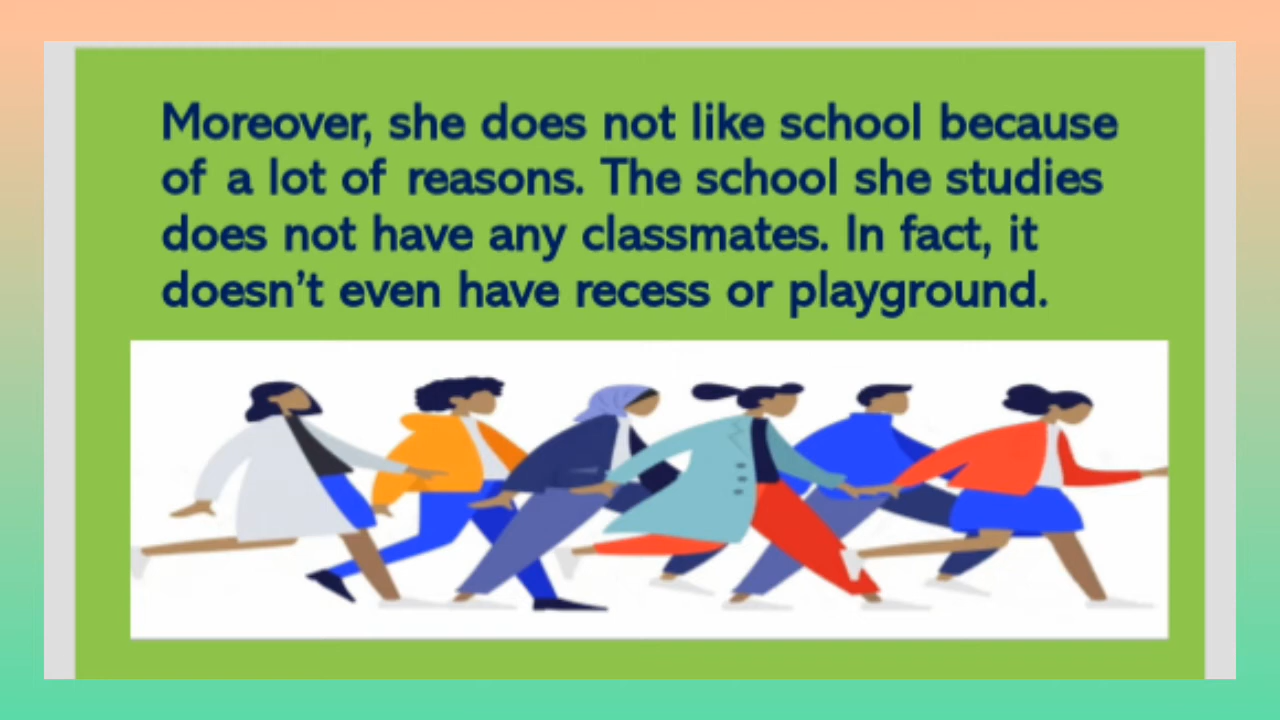 Moreover, she does not like school because
of a lot of reasons. The school she studies
does not have any classmates. In fact, it
doesn’t even have recess or playground.